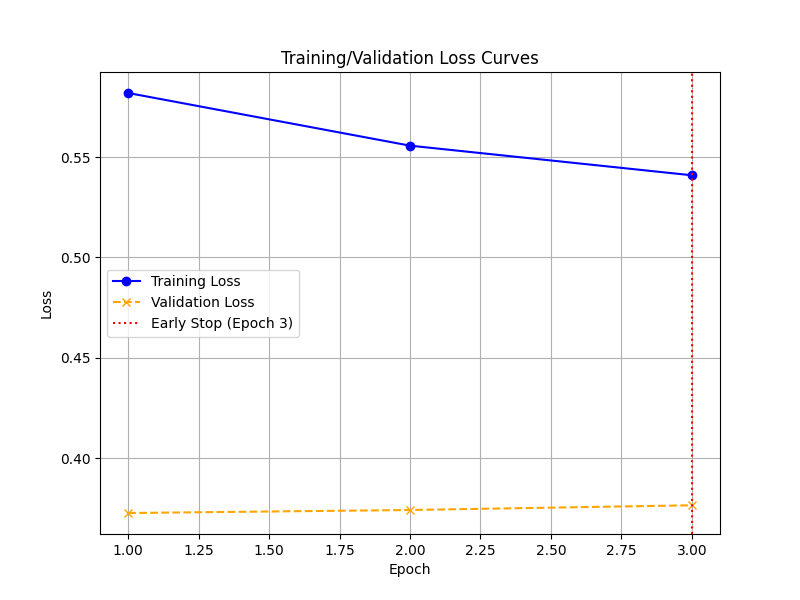 Training/Validation Loss Curves
Loss
0.55
0.50
0.45
0.40
Training Loss
Validation Loss
Early Stop (Epoch 3)
1.00 1.25 1.50 1.75 2.00 2.25 2.50 2.75 3.00
Epoch